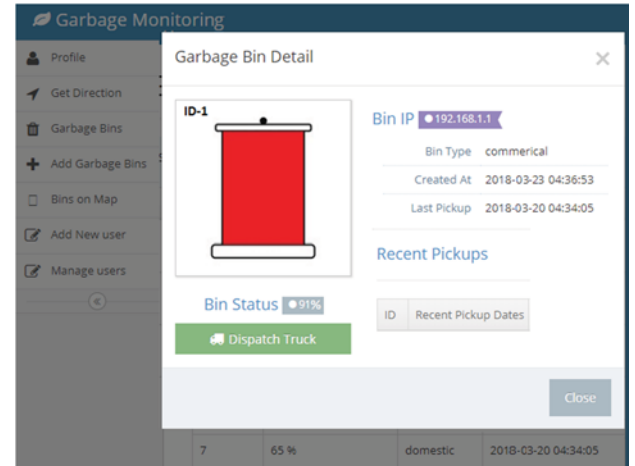 Garbage Monitoring
Profile
Get Direction
Garbage Bins
Add Garbage Bins
Bins on Map
Add New user
Manage users
Garbage Bin Detail
×
ID-1
Bin Status 91%
Dispatch Truck
Bin IP 192.168.1.1
Bin Type commerical
Created At 2018-03-23 04:36:53
Last Pickup 2018-03-20 04:34:05
Recent Pickups
ID Recent Pickup Dates
Close
7 65 % domestic 2018-03-20 04:34:05